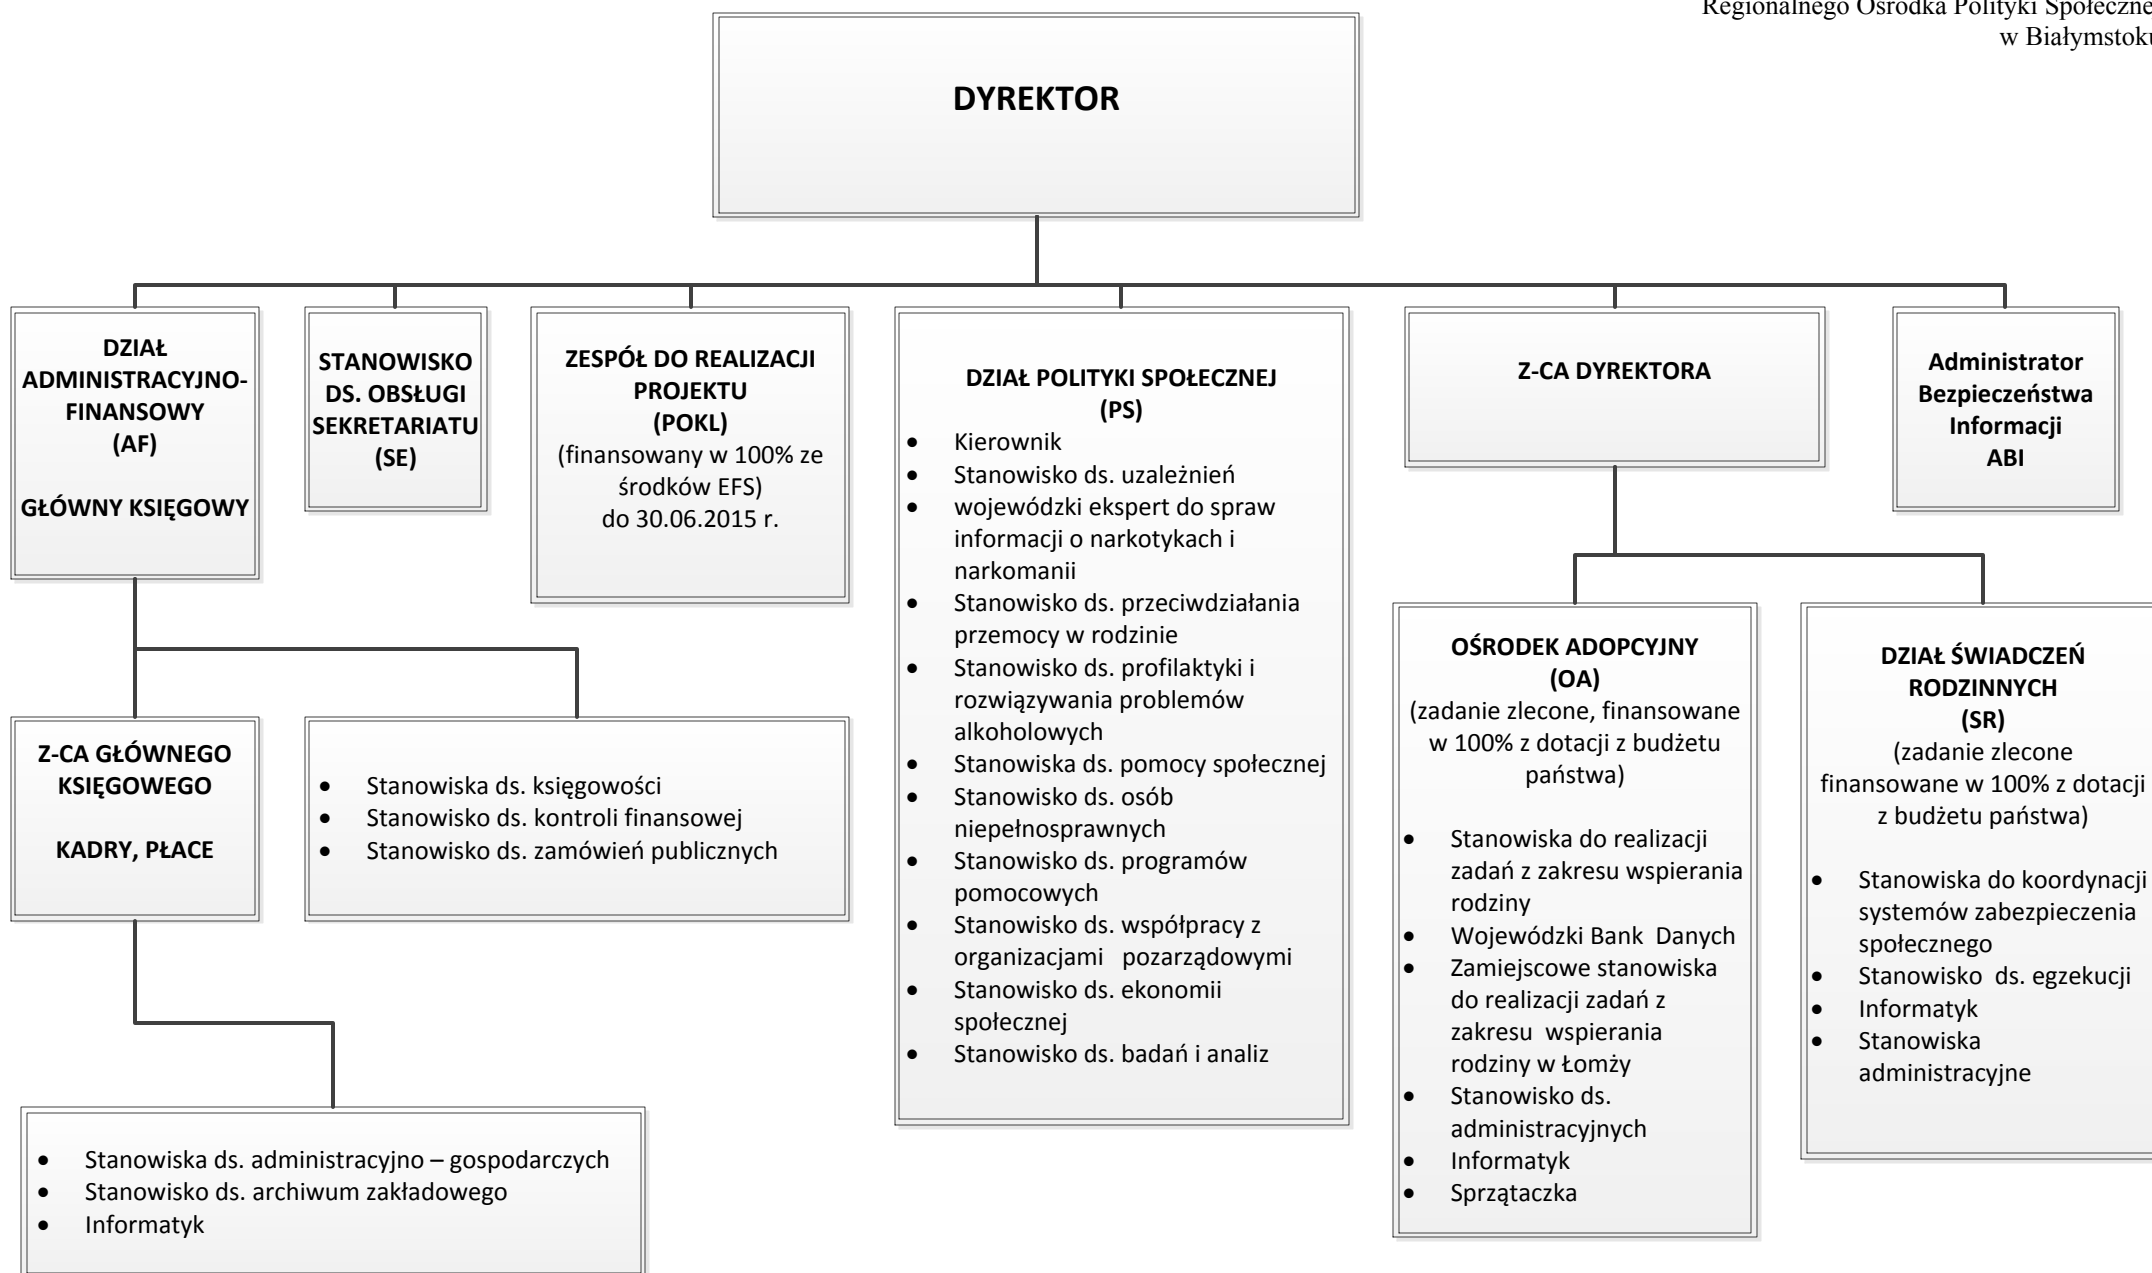 Regionalnego Ośrodka Polityki Społecznej
w Białymstoku
DYREKTOR
DZIAŁ
ADMINISTRACYJNO-
FINANSOWY
(AF)
GŁÓWNY KSIĘGOWY
STANOWISKO
DS. OBSŁUGI
SEKRETARIATU
(SE)
ZESPÓŁ DO REALIZACJI
PROJEKTU
(POKL)
(finansowany w 100% ze
środków EFS)
do 30.06.2015 r.
DZIAŁ POLITYKI SPOŁECZNEJ
(PS)
• Kierownik
• Stanowisko ds. uzależnień
• wojewódzki ekspert do spraw
informacji o narkotykach i
narkomanii
• Stanowisko ds. przeciwdziałania
przemocy w rodzinie
• Stanowisko ds. profilaktyki i
rozwiązywania problemów
alkoholowych
• Stanowiska ds. pomocy społecznej
• Stanowisko ds. osób
niepełnosprawnych
• Stanowisko ds. programów
pomocowych
• Stanowisko ds. współpracy z
organizacjami pozarządowymi
• Stanowisko ds. ekonomii
społecznej
• Stanowisko ds. badań i analiz
Z-CA DYREKTORA
Administrator
Bezpieczeństwa
Informacji
ABI
Z-CA GŁÓWNEGO
KSIĘGOWEGO
KADRY, PŁACE
• Stanowiska ds. księgowości
• Stanowisko ds. kontroli finansowej
• Stanowisko ds. zamówień publicznych
• Stanowiska ds. administracyjno – gospodarczych
• Stanowisko ds. archiwum zakładowego
• Informatyk
OŚRODEK ADOPCYJNY
(OA)
(zadanie zlecone, finansowane
w 100% z dotacji z budżetu
państwa)
• Stanowiska do realizacji
zadań z zakresu wspierania
rodziny
• Wojewódzki Bank Danych
• Zamiejscowe stanowiska
do realizacji zadań z
zakresu wspierania
rodziny w Łomży
• Stanowisko ds.
administracyjnych
• Informatyk
• Sprzątaczka
DZIAŁ ŚWIADCZEŃ
RODZINNYCH
(SR)
(zadanie zlecone
finansowane w 100% z dotacji
z budżetu państwa)
• Stanowiska do koordynacji
systemów zabezpieczenia
społecznego
• Stanowisko ds. egzekucji
• Informatyk
• Stanowiska
administracyjne